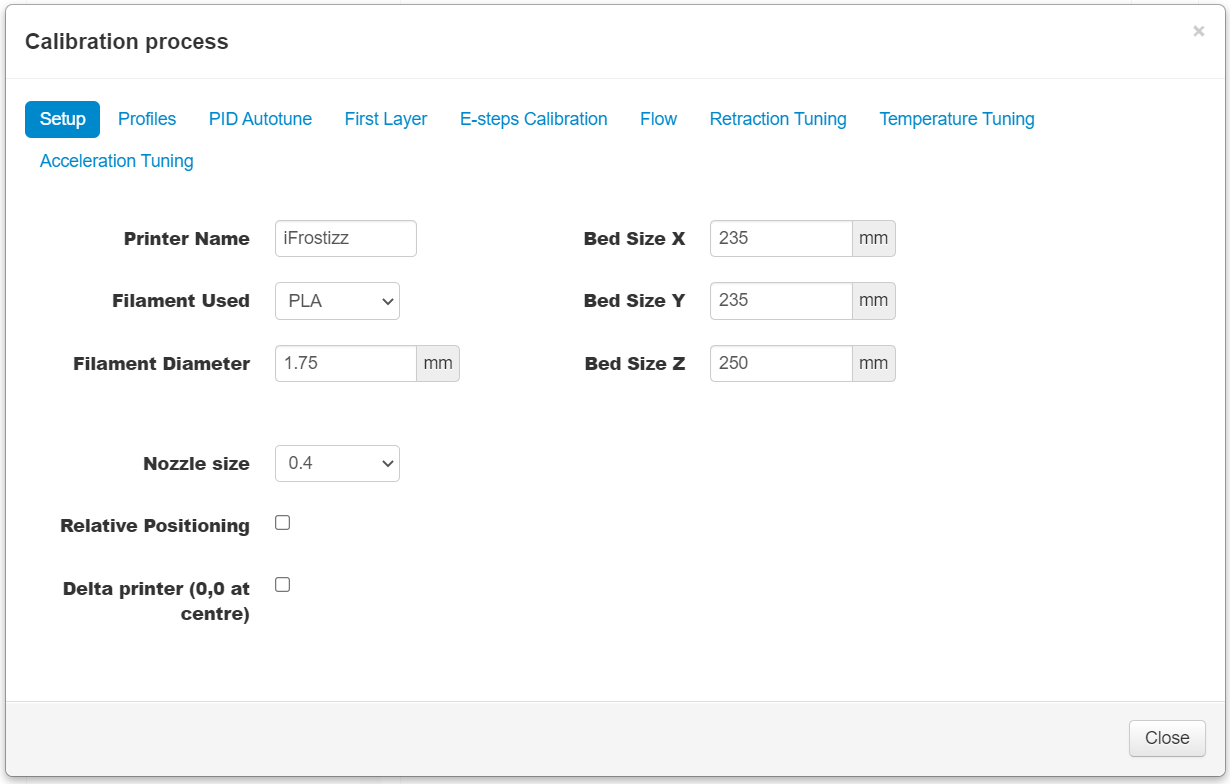 Calibration process
×
Setup Profiles PID Autotune First Layer E-steps Calibration Flow Retraction Tuning Temperature Tuning
Acceleration Tuning
Printer Name iFrostizz Bed Size X 235 mm
Filament Used PLA Bed Size Y 235 mm
Filament Diameter 1.75 mm Bed Size Z 250 mm
Nozzle size 0.4
Relative Positioning
Delta printer (0,0 at
centre)
Close